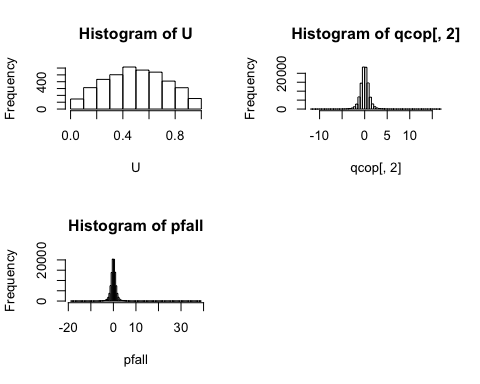 Histogram of U
Frequency
0 400
0.0 0.4 0.8
U
Histogram of qcop[, 2]
Frequency
0 20000
-10 0 5 10
qcop[, 2]
Histogram of pfall
Frequency
0 20000
-20 0 10 30
pfall